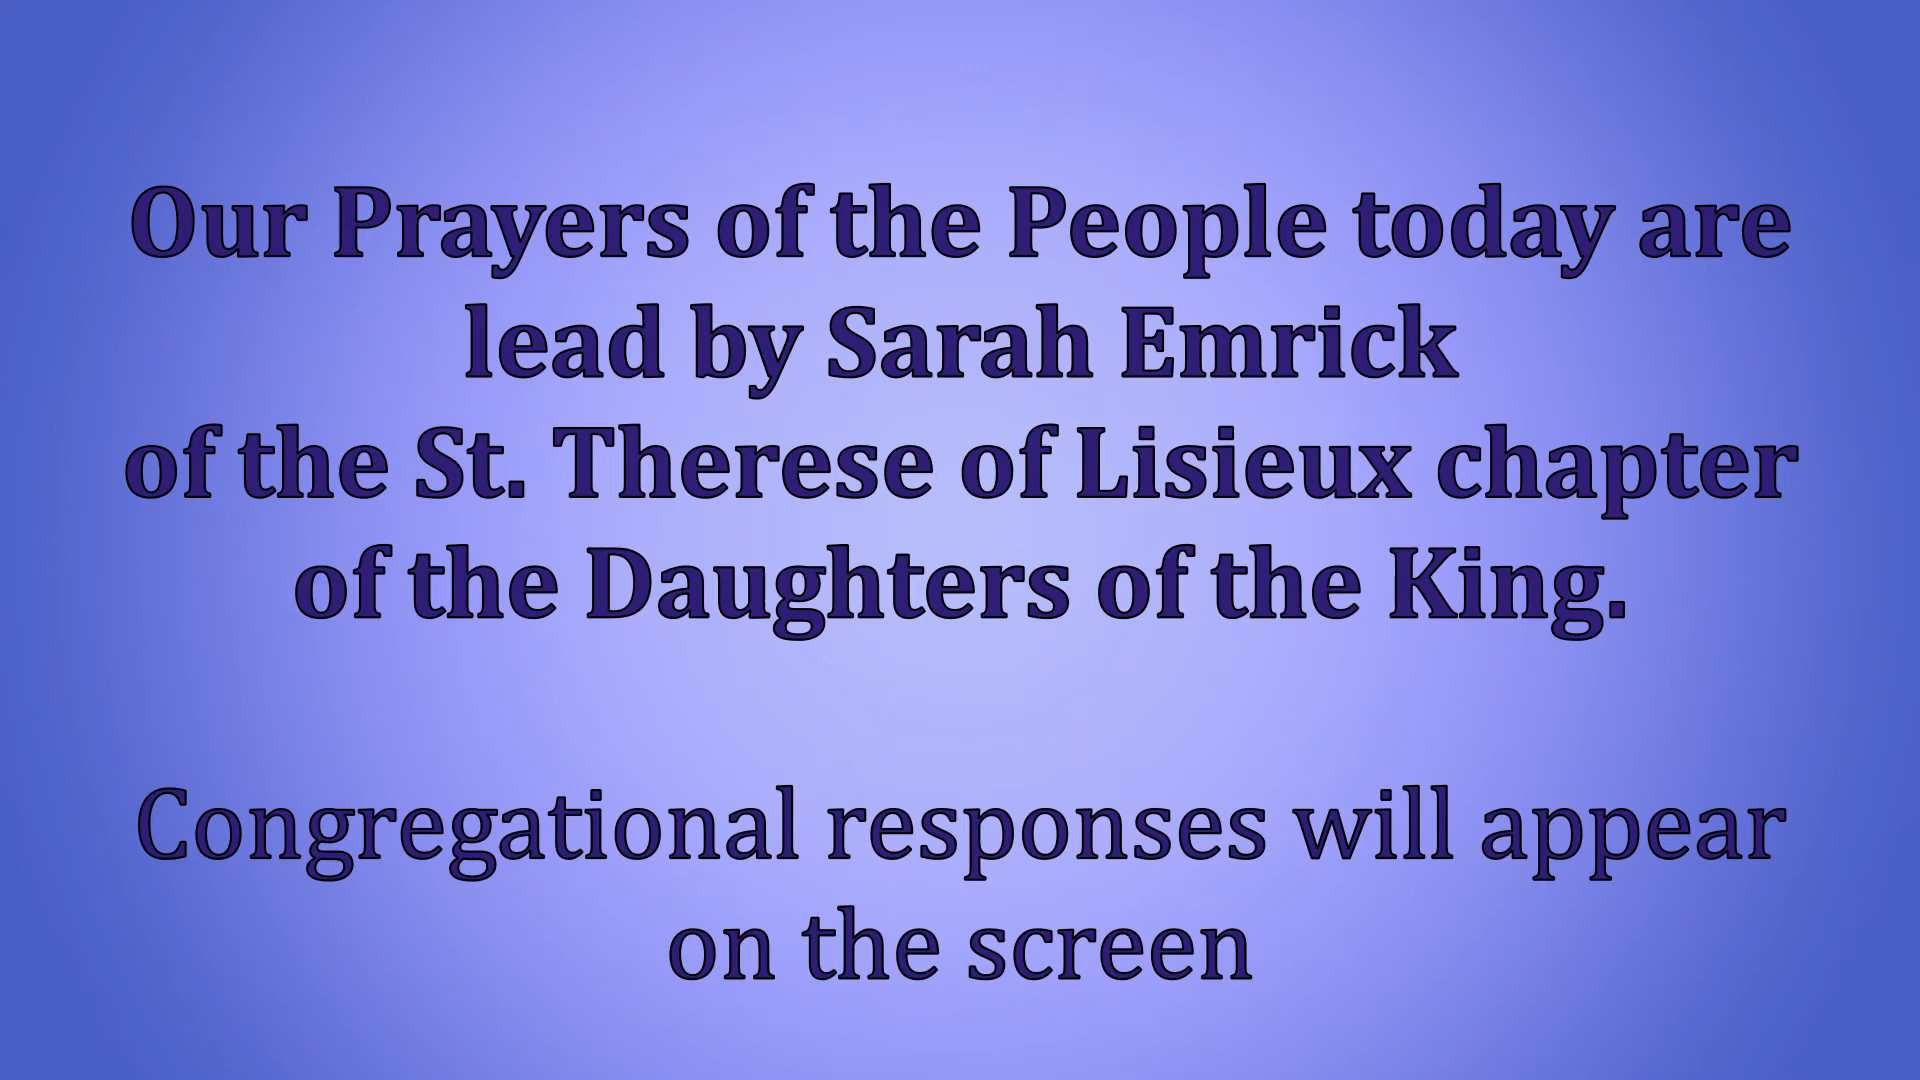 Our Prayers of the People today are
lead by Sarah Emrick
of the St. Therese of Lisieux chapter
of the Daughters of the King.
Congregational responses will appear
on the screen